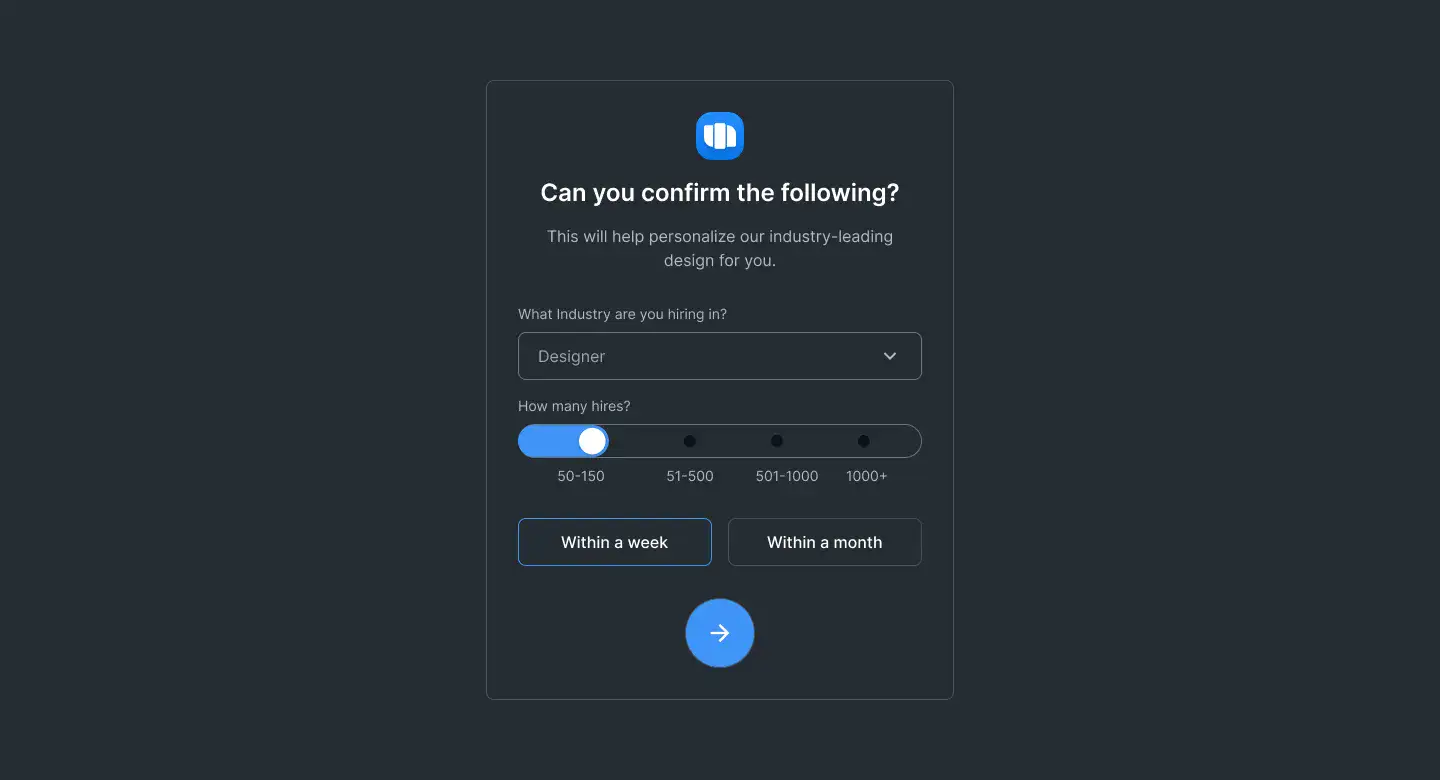 Can you confirm the following?
This will help personalize our industry-leading
design for you.
What Industry are you hiring in?
Designer
How many hires?
50-150 51-500 501-1000 1000+
Within a week Within a month